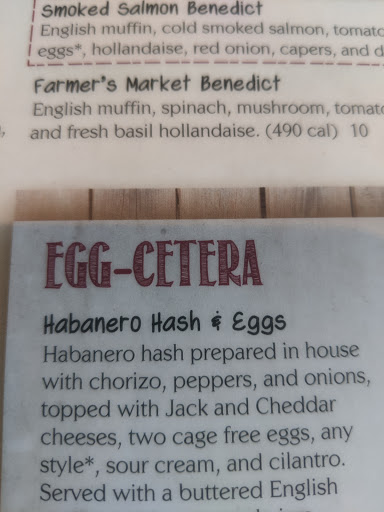 Smoked Salmon Benedict
English muffin, cold smoked salmon, tomato
eggs*, hollandaise, red onion, capers, and d
Farmer's Market Benedict
English muffin, spinach, mushroom, tomato
and fresh basil hollandaise. (490 cal) 10
EGG-CETERA
Habanero Hash & Eggs
Habanero hash prepared in house
with chorizo, peppers, and onions,
topped with Jack and Cheddar
cheeses, two cage free eggs, any
style*, sour cream, and cilantro.
Served with a buttered English